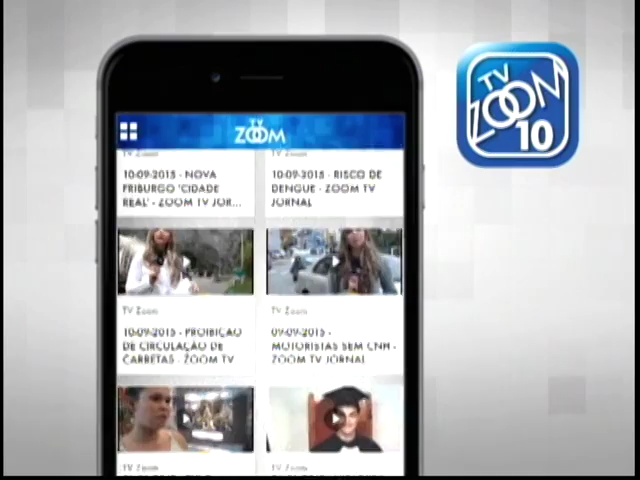 TV
ZOOM
TV
ZOOM
10
TV Zoom
TV Zoom
10-09-2015 - NOVA
FRIBURGO 'CIDADE
REAL' - ZOOM TV JOR...
10-09-2015 - RISCO DE
DENGUE - ZOOM TV
JORNAL
TV Zoom
TV Zoom
10-09-2015 - PROIBIÇÃO
DE CIRCULAÇÃO DE
CARRETAS - ZOOM TV
09-09-2015 -
MOTORISTAS SEM CNH -
ZOOM TV JORNAL
TV Zoom
TV Zoom